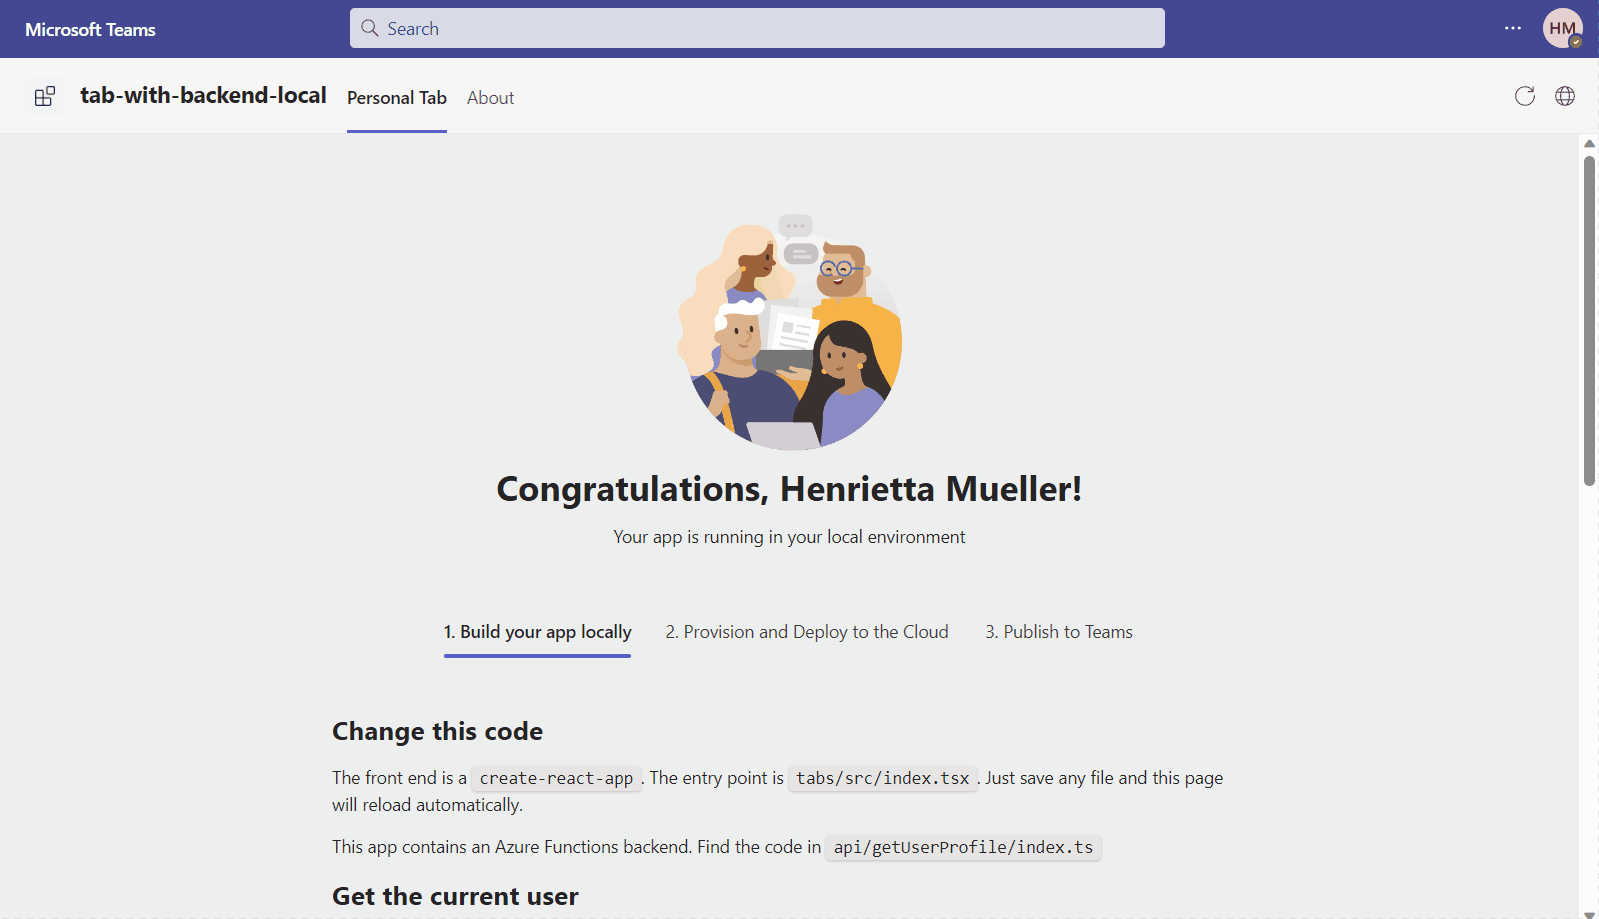 Microsoft Teams
Search
HM
tab-with-backend-local
Personal Tab
About
Congratulations, Henrietta Mueller!
Your app is running in your local environment
1. Build your app locally
2. Provision and Deploy to the Cloud
3. Publish to Teams
Change this code
The front end is a create-react-app. The entry point is tabs/src/index.tsx. Just save any file and this page
will reload automatically.
This app contains an Azure Functions backend. Find the code in api/getUserProfile/index.ts
Get the current user